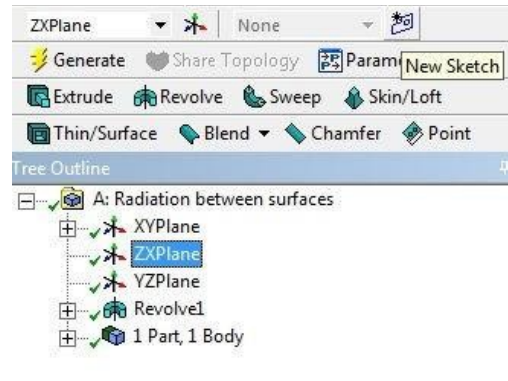 ZXPlane None
Generate Share Topology Param New Sketch
Extrude Revolve Sweep Skin/Loft
Thin/Surface Blend Chamfer Point
Tree Outline
A: Radiation between surfaces
XYPlane
ZXPlane
YZPlane
Revolve1
1 Part, 1 Body